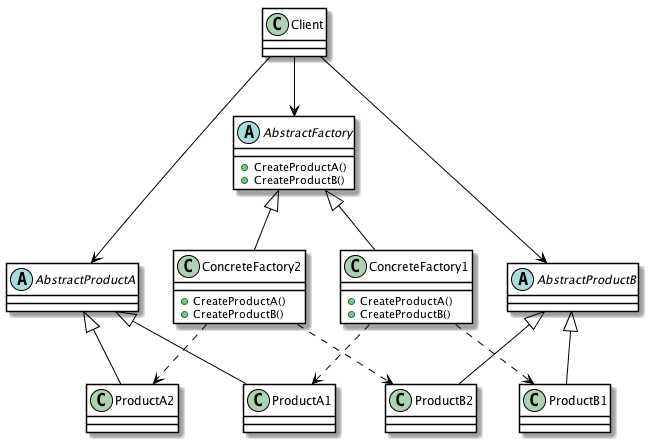 C Client
A AbstractFactory
CreateProductA()
CreateProductB()
A AbstractProductA
C ConcreteFactory2
CreateProductA()
CreateProductB()
C ConcreteFactory1
CreateProductA()
CreateProductB()
A AbstractProductB
C ProductA2
C ProductA1
C ProductB2
C ProductB1